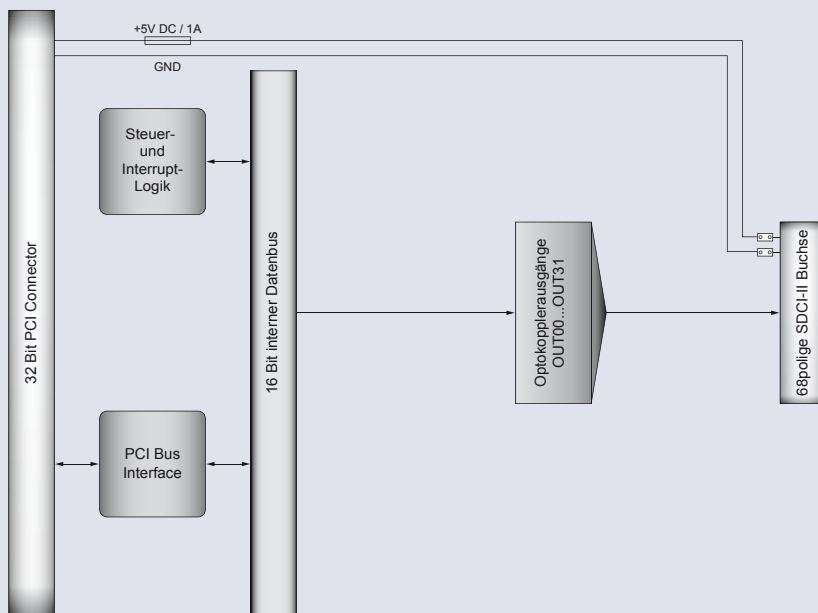 +5V DC / 1A
GND
Steuer-
und
Interrupt-
Logik
32 Bit PCI Connector
16 Bit interner Datenbus
Optokopplerausgänge
OUT00...OUT31
68polige SDCI-II Buchse
PCI Bus
Interface